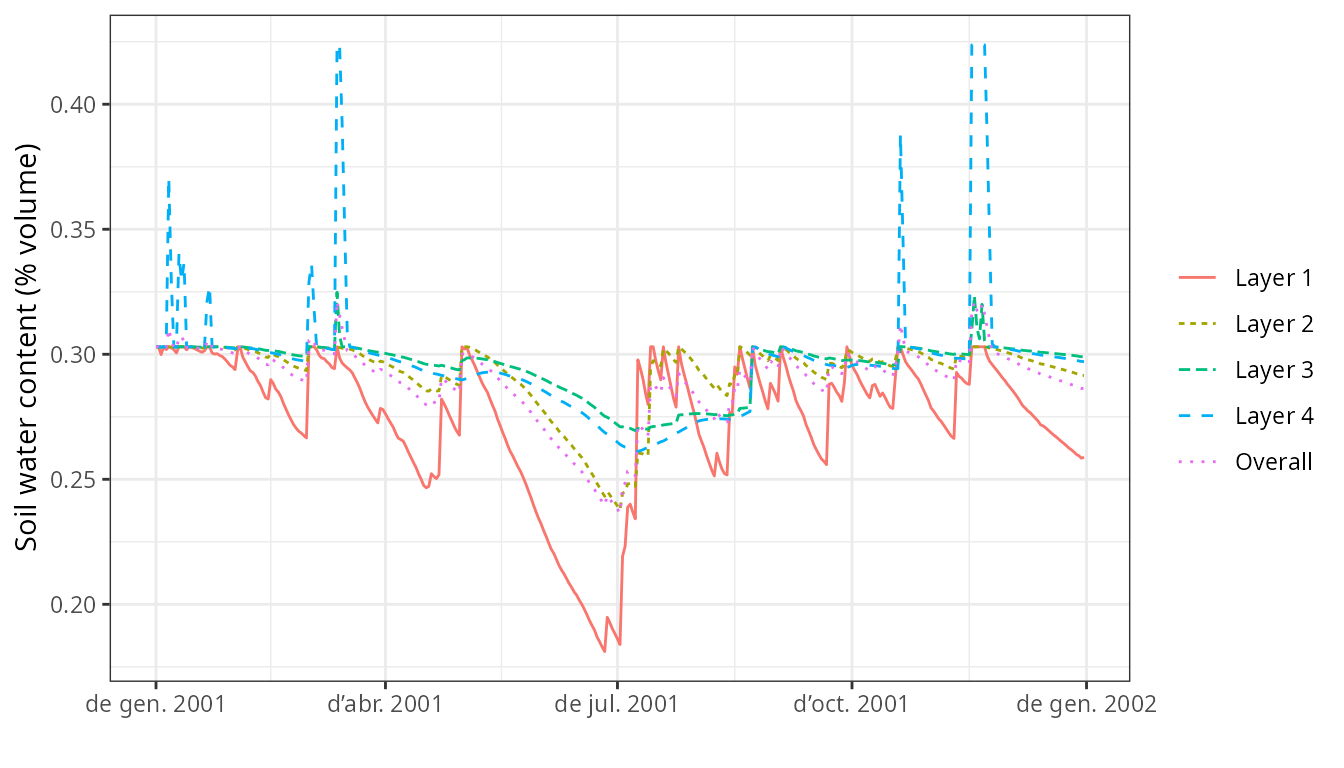 Soil water content (% volume)
0.40
0.35
0.30
0.25
0.20
de gen. 2001
d’abr. 2001
de jul. 2001
d’oct. 2001
de gen. 2002
Layer 1
Layer 2
Layer 3
Layer 4
Overall